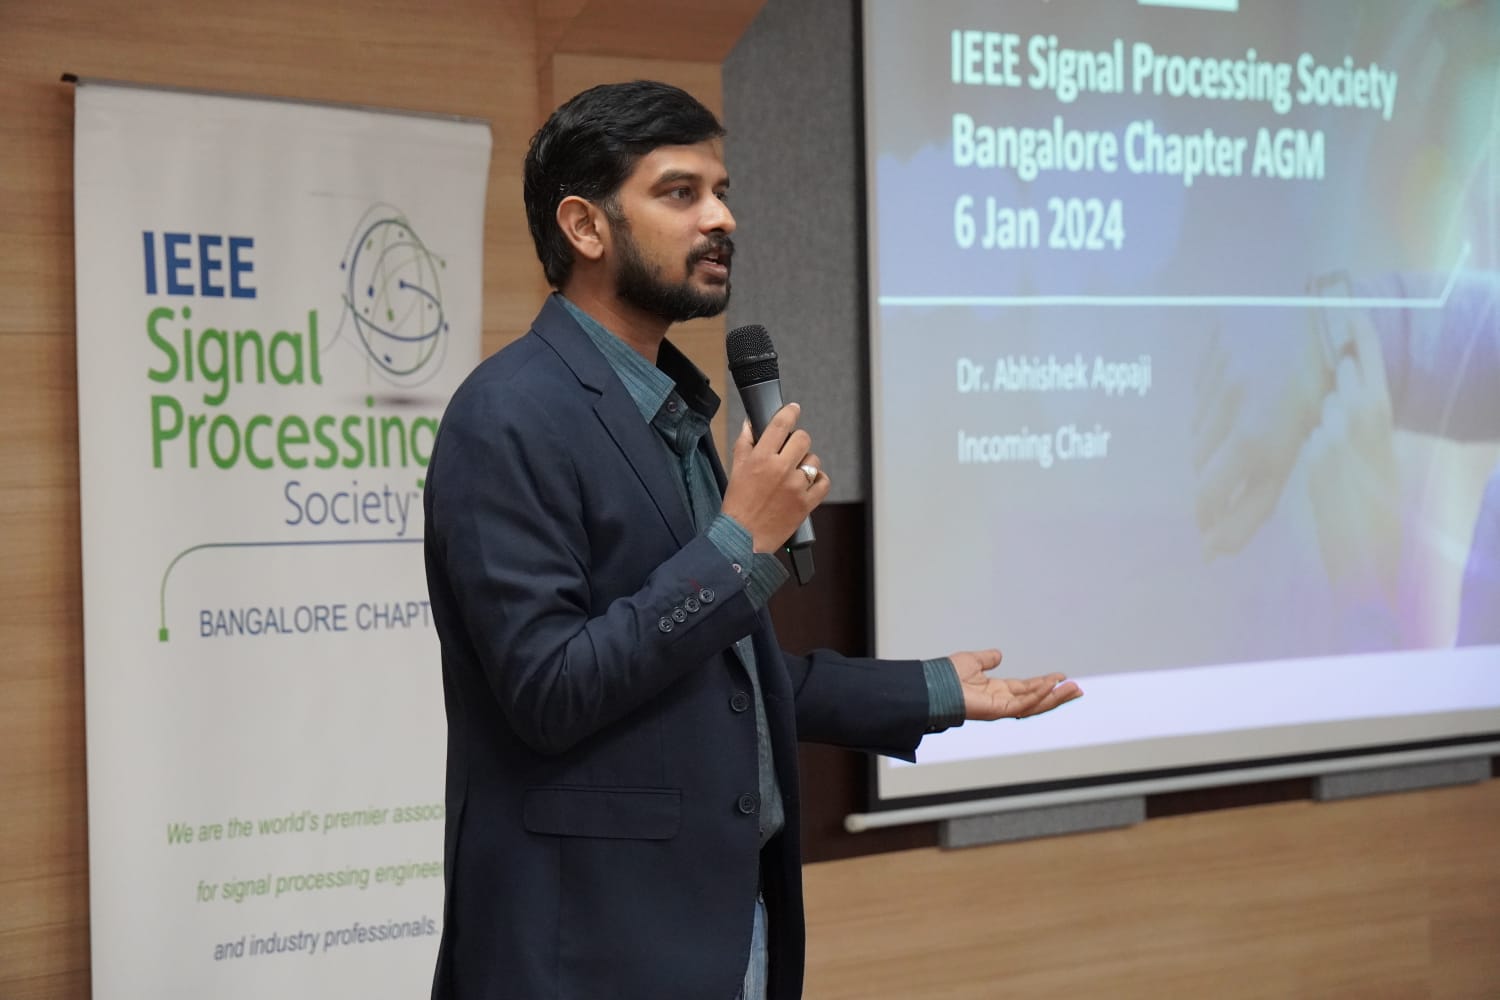 IEEE
Signal
Processing
Society™
BANGALORE CHAPT
We are the world's premier assoc
for signal processing enginee
and industry professionals.
IEEE Signal Processing Society
Bangalore Chapter AGM
6 Jan 2024
Dr. Abhishek Appaji
Incoming Chair